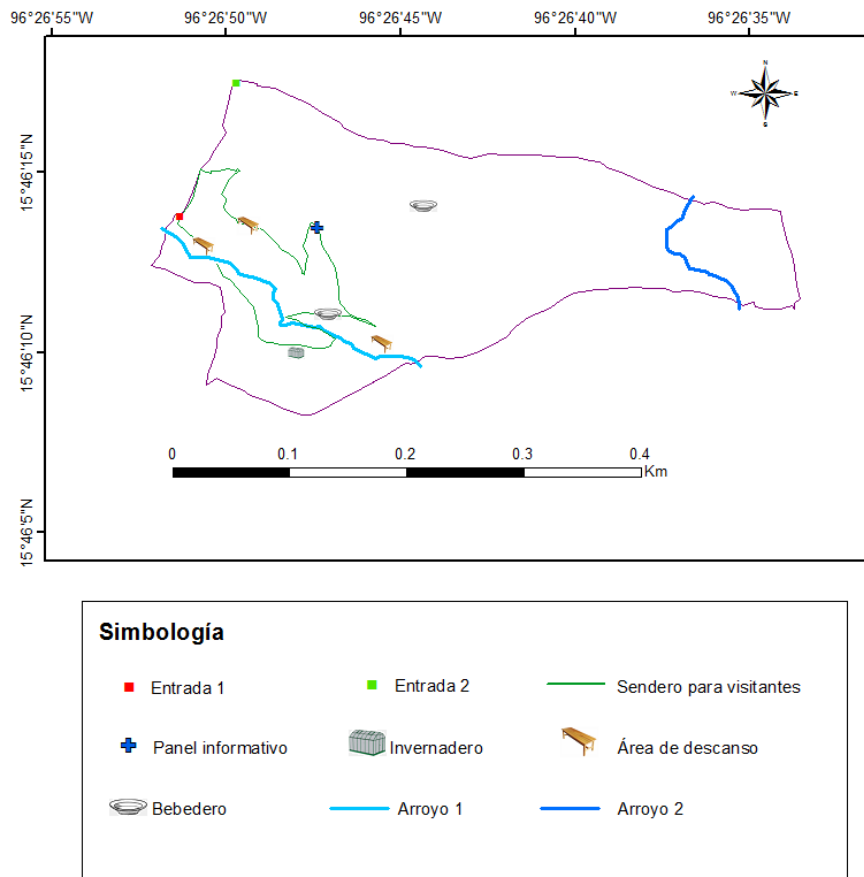 96°26'55"W 96°26'50"W 96°26'45"W 96°26'40"W 96°26'35"W
N
W E
S
15°46'15"N
15°46'10"N
15°46'5"N
0 0.1 0.2 0.3 0.4
Km
Simbología
Entrada 1 Entrada 2 Sendero para visitantes
Panel informativo Invernadero Área de descanso
Bebedero Arroyo 1 Arroyo 2